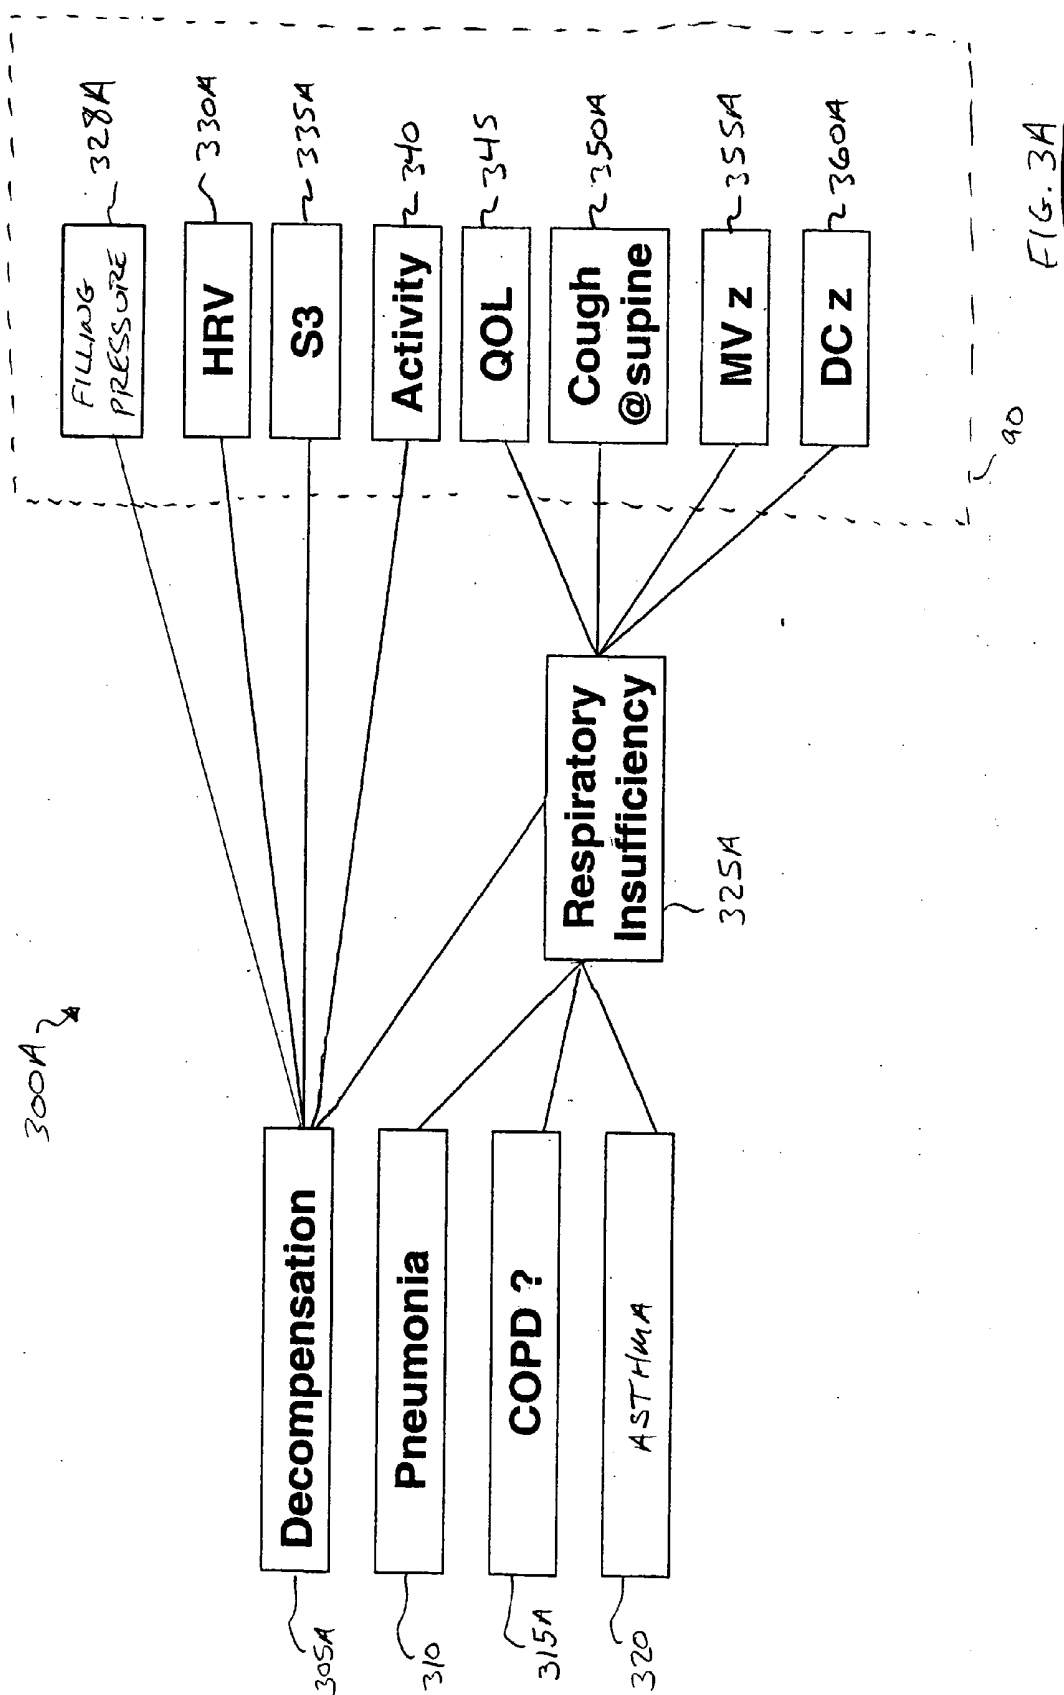 300A
Decompensation
305A
Pneumonia
310
COPD ?
315A
ASTHMA
320
Respiratory
Insufficiency
325A
FILLING
PRESSURE
328A
HRV
330A
S3
335A
Activity
340
QOL
345
Cough
@supine
350A
MV z
355A
DC z
360A
90
FIG. 3A